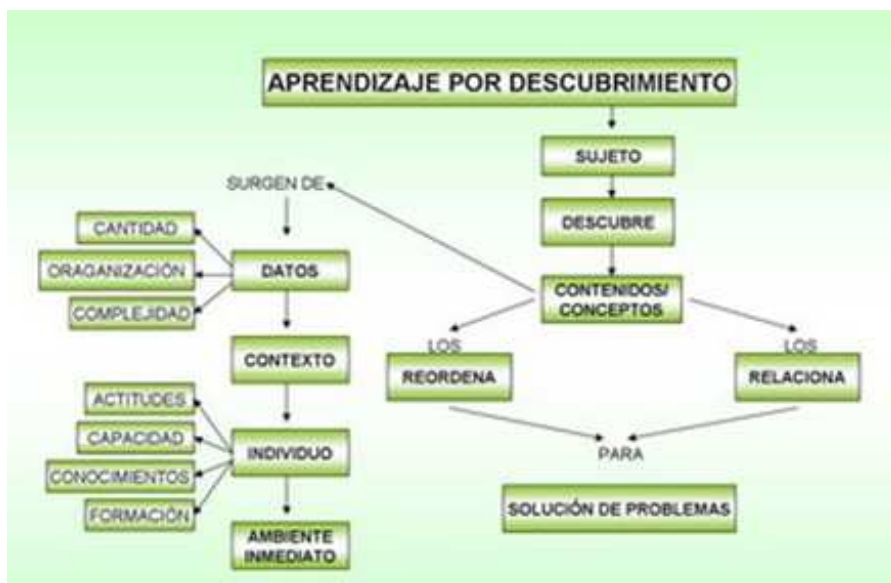 APRENDIZAJE POR DESCUBRIMIENTO
SUJETO
SURGEN DE
DESCUBRE
CANTIDAD
ORAGANIZACIÓN
DATOS
COMPLEJIDAD
CONTENIDOS/
CONCEPTOS
LOS
REORDENA
LOS
RELACIONA
CONTEXTO
ACTITUDES
CAPACIDAD
INDIVIDUO
CONOCIMIENTOS
FORMACIÓN
PARA
SOLUCIÓN DE PROBLEMAS
AMBIENTE
INMEDIATO